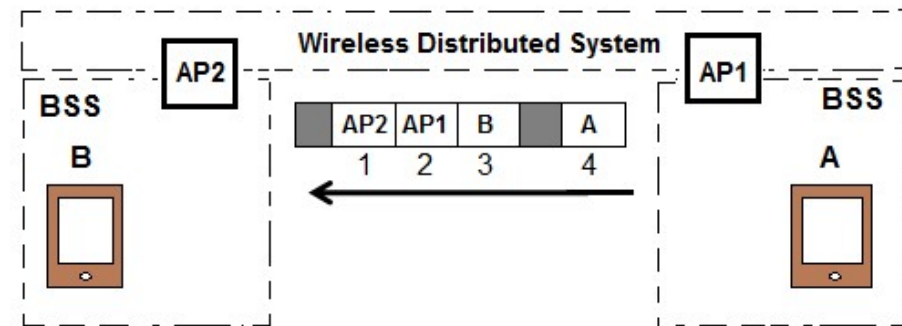 Wireless Distributed System
AP2
AP1
BSS
BSS
B
A
AP2 AP1 B A
1 2 3 4